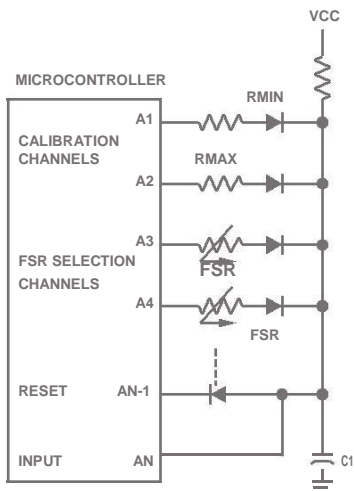 VCC
MICROCONTROLLER
RMIN
A1
CALIBRATION
CHANNELS
RMAX
A2
A3
FSR
FSR SELECTION
CHANNELS
A4
FSR
RESET
AN-1
INPUT
AN
C1